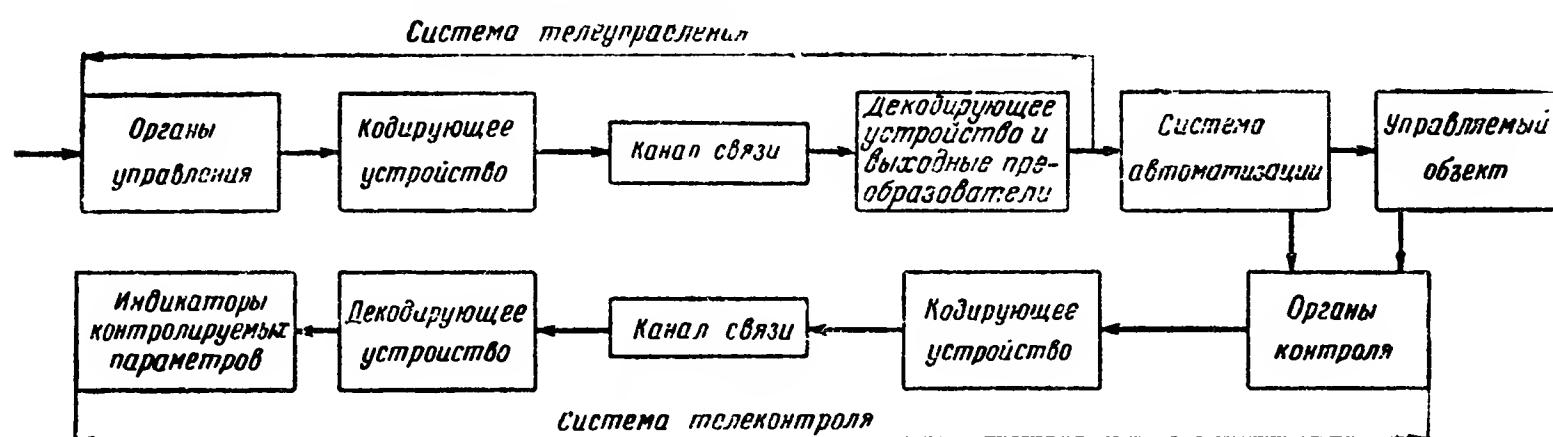 Система телеуправления
Органы
управления
Кодирующее
устройство
Канал связи
Декодирующее
устройство и
выходные пре-
образователи
Система
автоматизации
Управляемый
объект
Индикаторы
контролируемых
параметров
Декодирующее
устройство
Канал связи
Кодирующее
устройство
Органы
контроля
Система телеконтроля